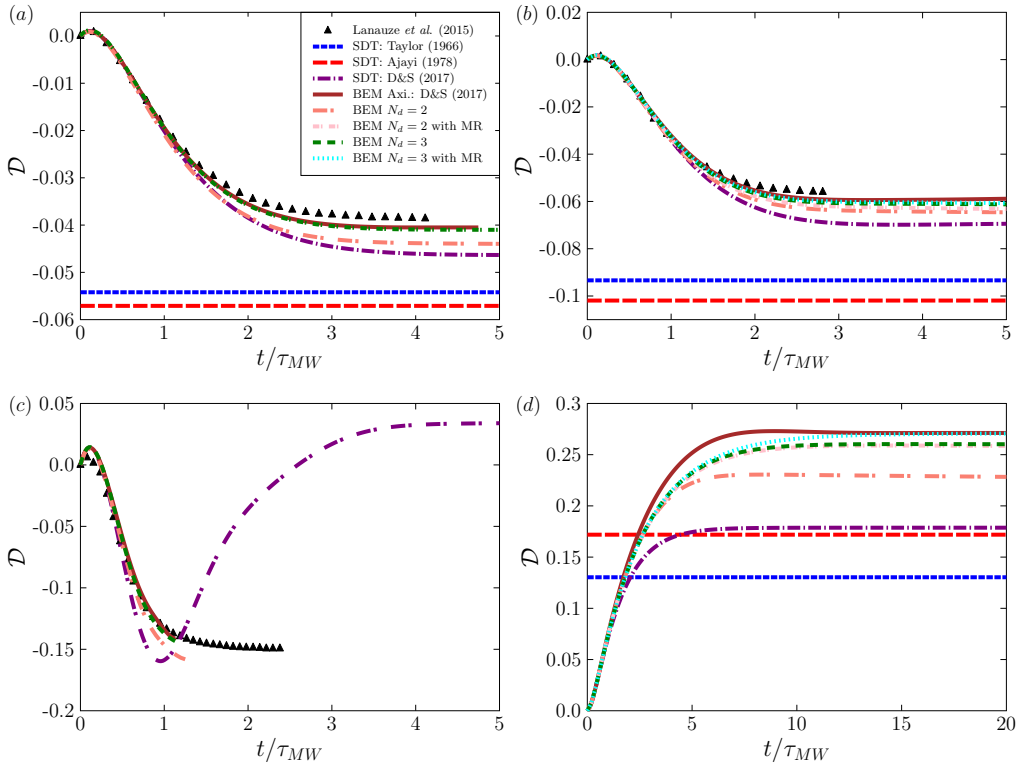 (a)
0.0
-0.01
-0.02
-0.03
-0.04
-0.05
-0.06
𝒟
0
1
2
3
4
5
t/τ_MW
Lanauze et al. (2015)
SDT: Taylor (1966)
SDT: Ajayi (1978)
SDT: D&S (2017)
BEM Axi.: D&S (2017)
BEM N_d = 2
BEM N_d = 2 with MR
BEM N_d = 3
BEM N_d = 3 with MR
(b)
0.02
0.0
-0.02
-0.04
-0.06
-0.08
-0.1
𝒟
0
1
2
3
4
5
t/τ_MW
(c)
0.05
0.0
-0.05
-0.1
-0.15
-0.2
𝒟
0
1
2
3
4
5
t/τ_MW
(d)
0.3
0.25
0.2
0.15
0.1
0.05
0.0
𝒟
0
5
10
15
20
t/τ_MW